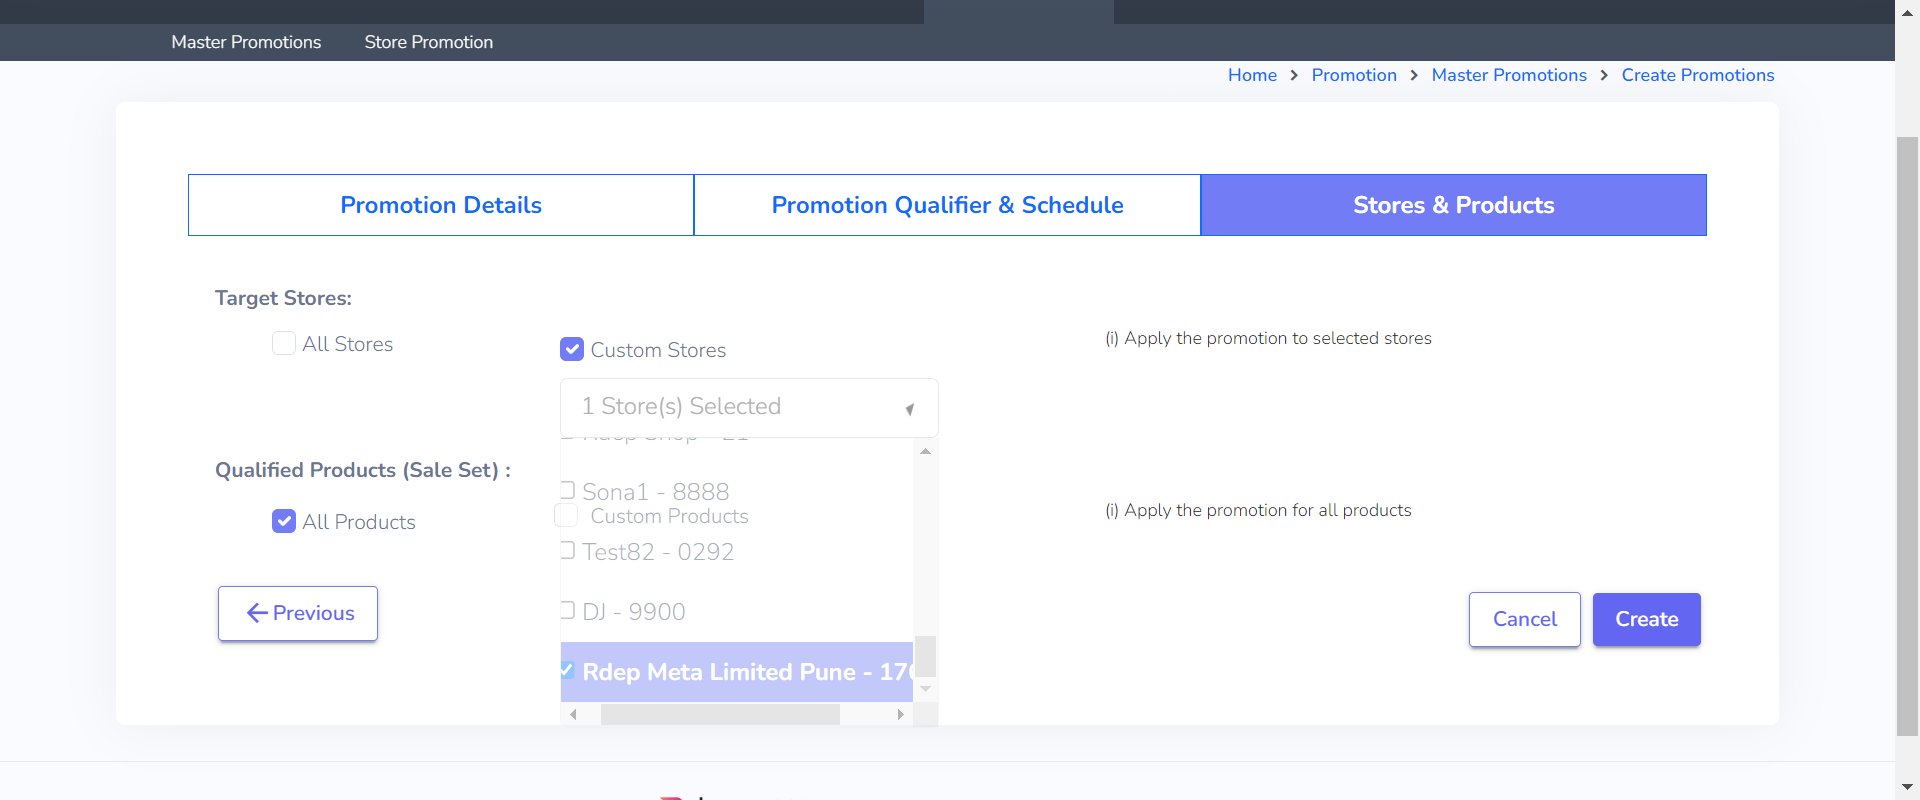 Master Promotions Store Promotion
Home > Promotion > Master Promotions > Create Promotions
Promotion Details Promotion Qualifier & Schedule Stores & Products
Target Stores:
All Stores
Custom Stores
(i) Apply the promotion to selected stores
1 Store(s) Selected
Qualified Products (Sale Set) :
Sona1 - 8888
All Products
Custom Products
(i) Apply the promotion for all products
Test82 - 0292
DJ - 9900
Rdep Meta Limited Pune -
Previous
Cancel Create